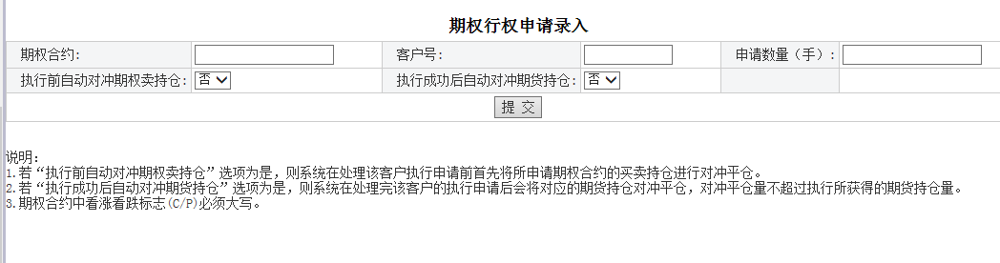 期权行权申请录入
期权合约: 客户号: 申请数量（手）:
执行前自动对冲期权卖持仓: 否 执行成功后自动对冲期货持仓: 否
提 交
说明:
1.若“执行前自动对冲期权卖持仓”选项为是，则系统在处理该客户执行申请前首先将所申请期权合约的买卖持仓进行对冲平仓。
2.若“执行成功后自动对冲期货持仓”选项为是，则系统在处理完该客户的执行申请后会将对应的期货持仓对冲平仓，对冲平仓量不超过执行所获得的期货持仓量。
3.期权合约中看涨看跌标志(C/P)必须大写。